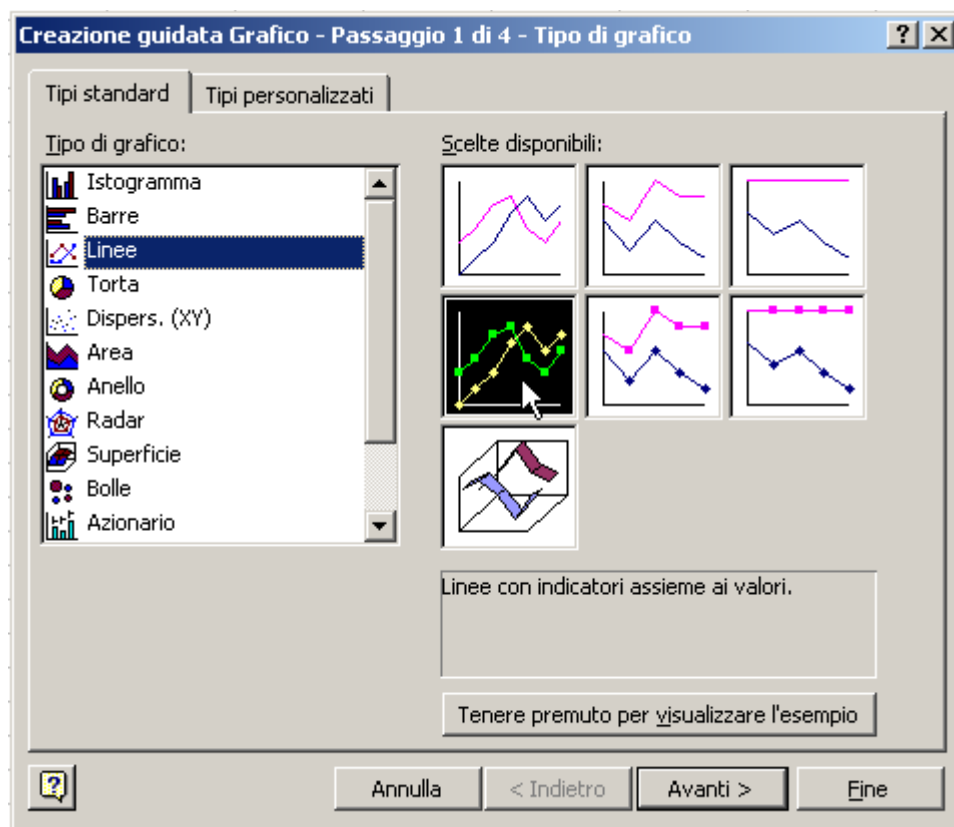 Creazione guidata Grafico - Passaggio 1 di 4 - Tipo di grafico
Tipi standard
Tipi personalizzati
Tipo di grafico:
Istogramma
Barre
Linee
Torta
Dispers. (XY)
Area
Anello
Radar
Superficie
Bolle
Azionario
Scelte disponibili:
Linee con indicatori assieme ai valori.
Tenere premuto per visualizzare l'esempio
Annulla
< Indietro
Avanti >
Fine